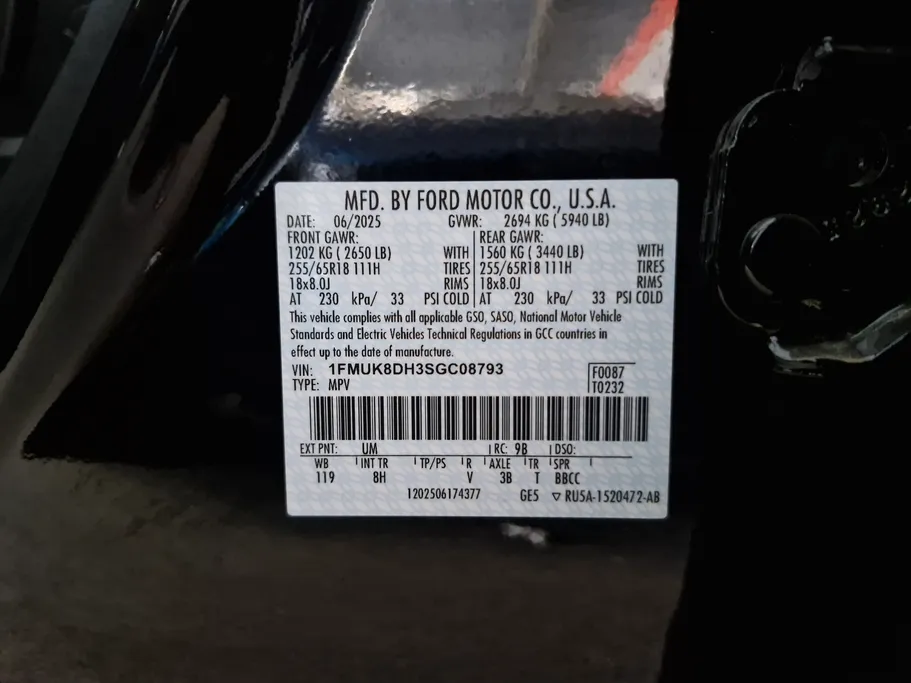 MFD. BY FORD MOTOR CO., U.S.A.
DATE: 06/2025 GVWR: 2694 KG ( 5940 LB)
FRONT GAWR: REAR GAWR:
1202 KG ( 2650 LB) WITH 1560 KG ( 3440 LB) WITH
255/65R18 111H TIRES 255/65R18 111H TIRES
18x8.0J RIMS 18x8.0J RIMS
AT 230 kPa/ 33 PSI COLD AT 230 kPa/ 33 PSI COLD
This vehicle complies with all applicable GSO, SASO, National Motor Vehicle
Standards and Electric Vehicles Technical Regulations in GCC countries in
effect up to the date of manufacture.
VIN: 1FMUK8DH3SGC08793 F0087
TYPE: MPV T0232
EXT PNT: UM RC: 9B DSO:
WB INT TR TP/PS R AXLE TR SPR
119 8H V 3B T BBCC
1202506174377 GE5 ▽ RU5A-1520472-AB